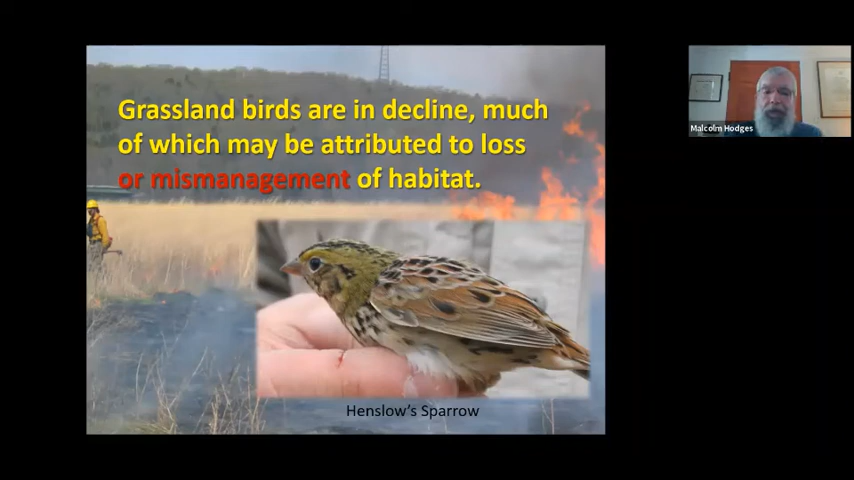 Grassland birds are in decline, much
of which may be attributed to loss
or mismanagement of habitat.
Malcolm Hodges
Henslow's Sparrow